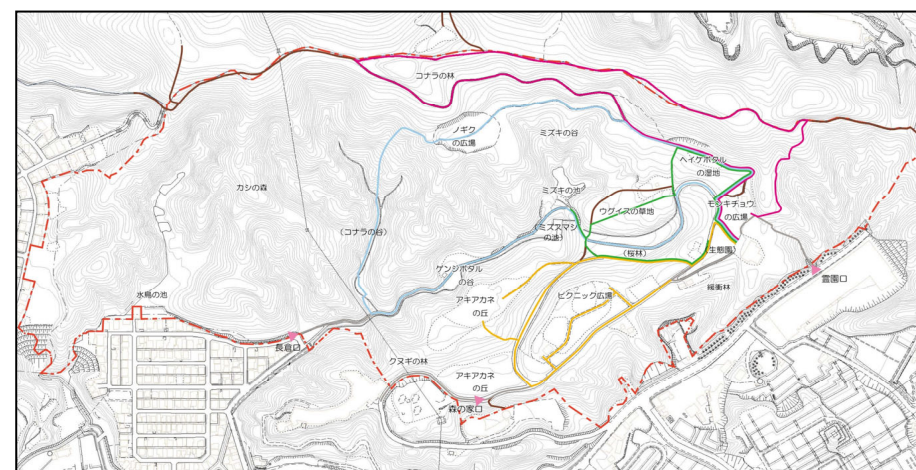 コナラの林
ノギク
の広場
ミズキの谷
ヘイケボタル
の湿地
カシの森
ミズキの池
ウグイスの草地
モンキチョウ
の広場
(コナラの谷)
(ミズスマシ
の池)
(桜林)
(生態園)
ゲンジボタル
の谷
霊園口
水鳥の池
アキアカネ
の丘
ピクニック広場
緩衝林
長倉口
クヌギの林
アキアカネ
の丘
森の家口